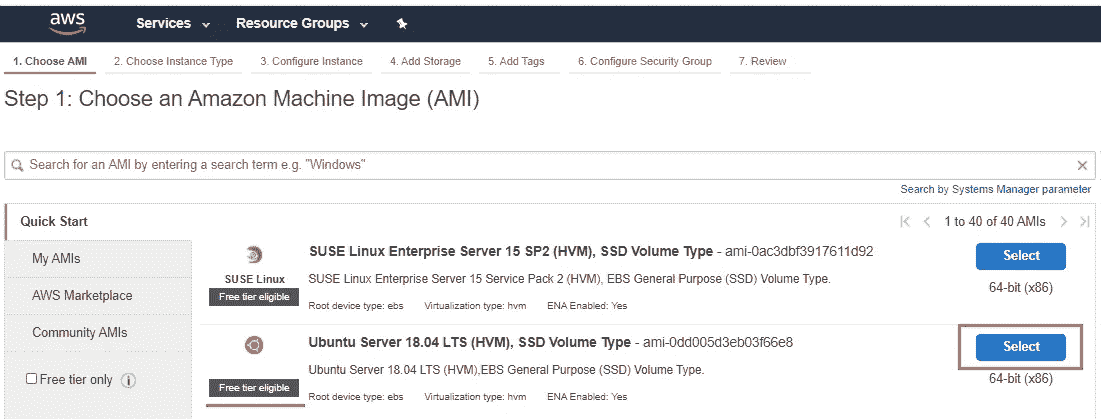 aws Services Resource Groups
1. Choose AMI 2. Choose Instance Type 3. Configure Instance 4. Add Storage 5. Add Tags 6. Configure Security Group 7. Review
Step 1: Choose an Amazon Machine Image (AMI)
Search for an AMI by entering a search term e.g. "Windows"
Search by Systems Manager parameter
Quick Start
1 to 40 of 40 AMIs
My AMIs
AWS Marketplace
Community AMIs
Free tier only
SUSE Linux
Free tier eligible
SUSE Linux Enterprise Server 15 SP2 (HVM), SSD Volume Type - ami-0ac3dbf3917611d92
SUSE Linux Enterprise Server 15 Service Pack 2 (HVM), EBS General Purpose (SSD) Volume Type.
Root device type: ebs Virtualization type: hvm ENA Enabled: Yes
Select
64-bit (x86)
Free tier eligible
Ubuntu Server 18.04 LTS (HVM), SSD Volume Type - ami-0dd005d3eb03f66e8
Ubuntu Server 18.04 LTS (HVM),EBS General Purpose (SSD) Volume Type.
Root device type: ebs Virtualization type: hvm ENA Enabled: Yes
Select
64-bit (x86)